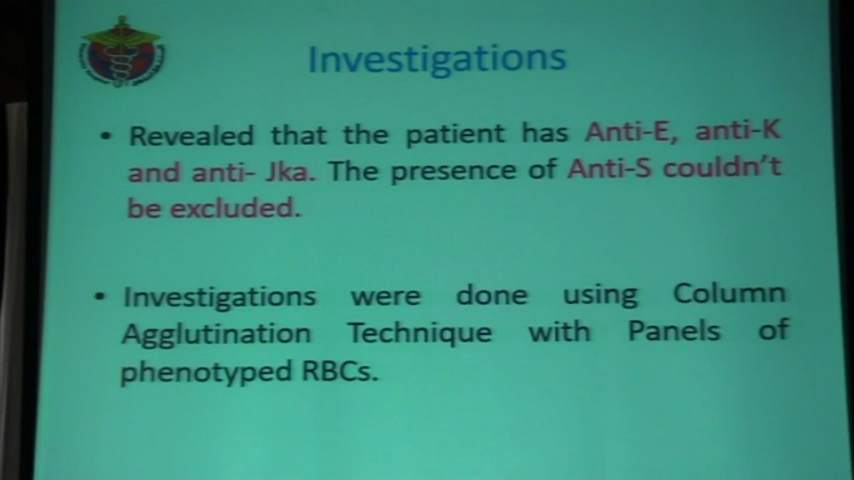 Investigations
• Revealed that the patient has Anti-E, anti-K
and anti- Jka. The presence of Anti-S couldn't
be excluded.
• Investigations were done using Column
Agglutination Technique with Panels of
phenotyped RBCs.